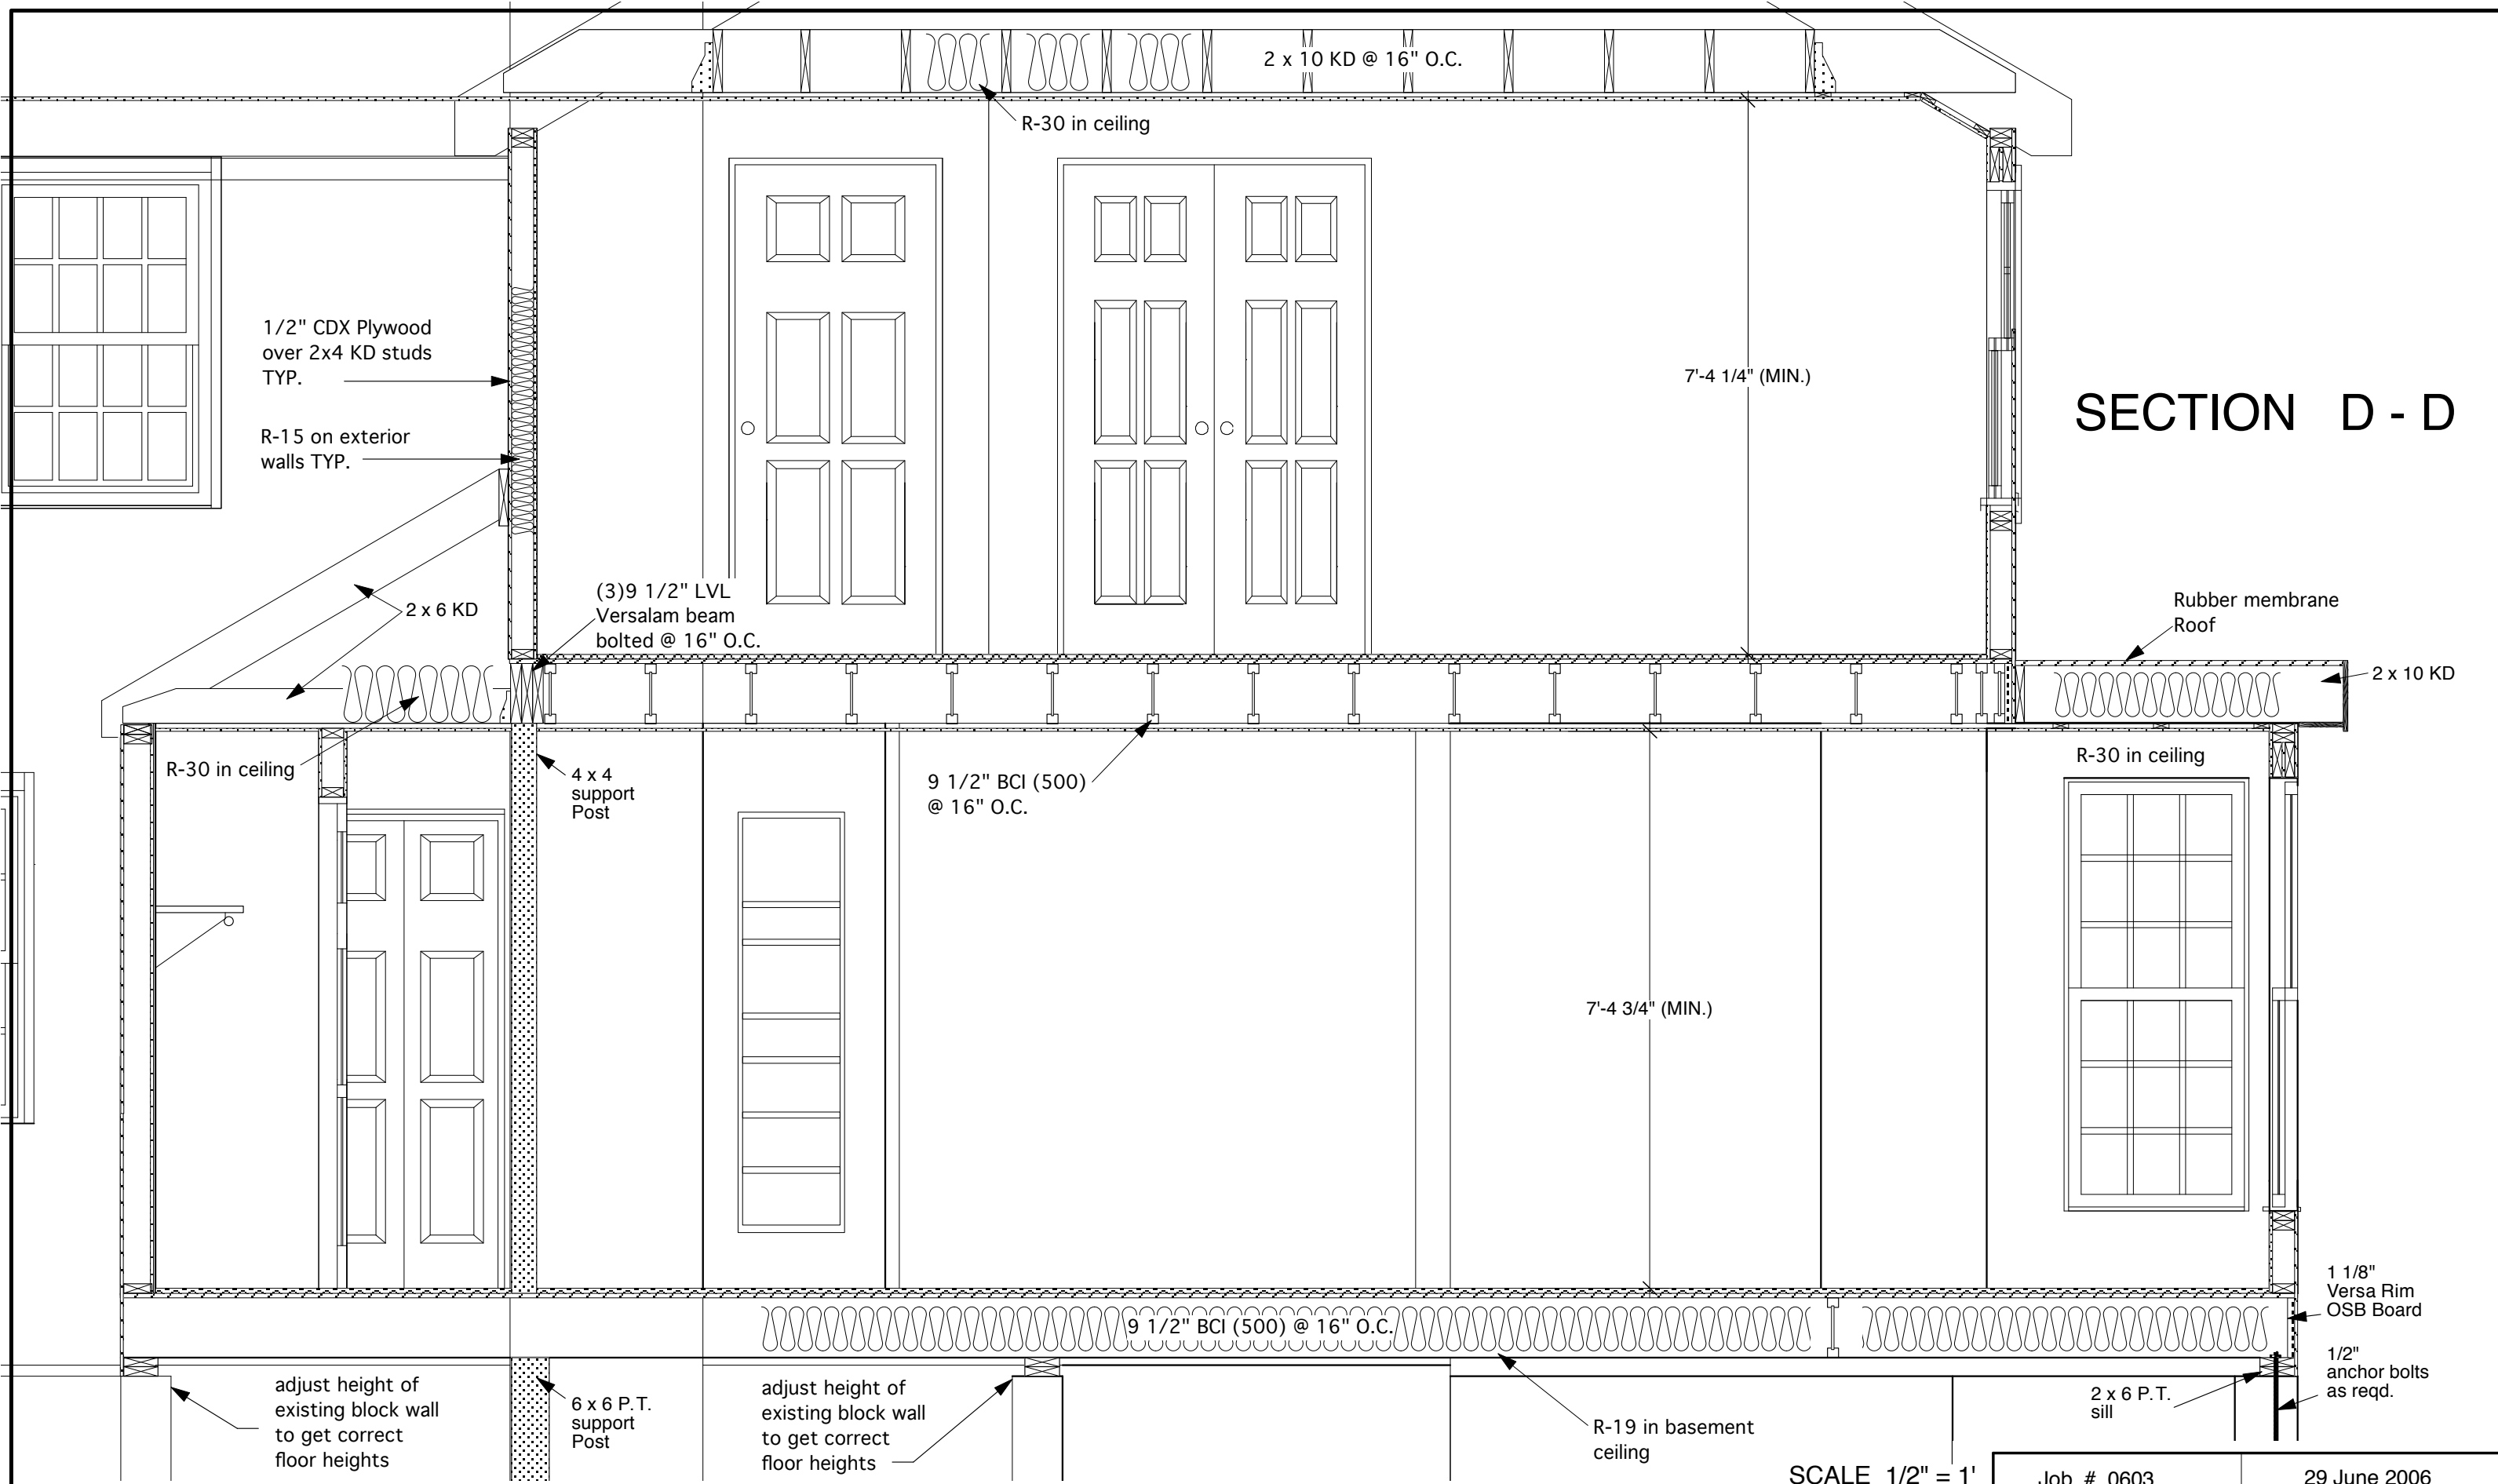 2 x 10 KD @ 16" O.C.
R-30 in ceiling
1/2" CDX Plywood
over 2x4 KD studs
TYP.
R-15 on exterior
walls TYP.
7'-4 1/4" (MIN.)
SECTION D - D
2 x 6 KD
(3)9 1/2" LVL
Versalam beam
bolted @ 16" O.C.
Rubber membrane
Roof
2 x 10 KD
R-30 in ceiling
4 x 4
support
Post
9 1/2" BCI (500)
@ 16" O.C.
R-30 in ceiling
7'-4 3/4" (MIN.)
1 1/8"
Versa Rim
OSB Board
9 1/2" BCI (500) @ 16" O.C.
1/2"
anchor bolts
as reqd.
adjust height of
existing block wall
to get correct
floor heights
6 x 6 P.T.
support
Post
adjust height of
existing block wall
to get correct
floor heights
R-19 in basement
ceiling
2 x 6 P.T.
sill
SCALE 1/2" = 1'
Job # 0603
29 June 2006